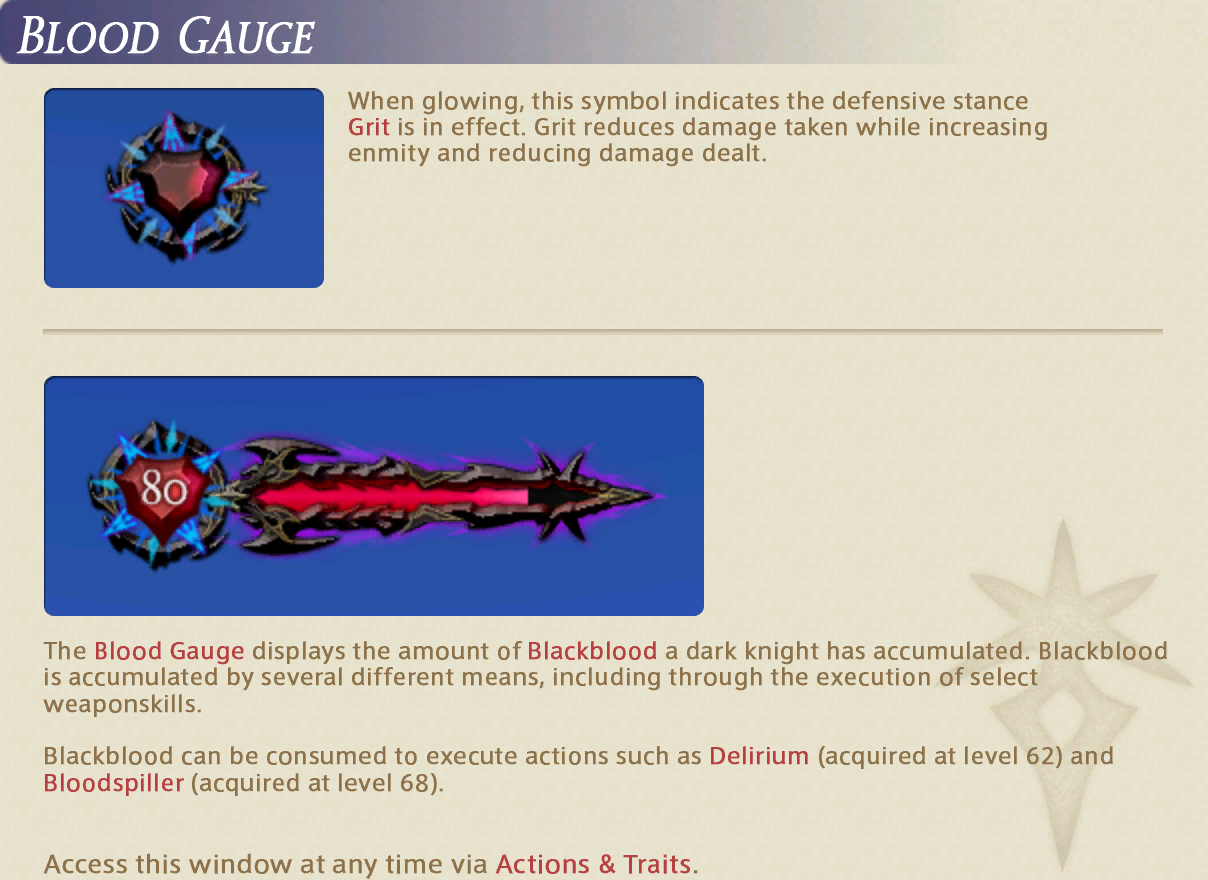 BLOOD GAUGE
When glowing, this symbol indicates the defensive stance
Grit is in effect. Grit reduces damage taken while increasing
enmity and reducing damage dealt.
80
The Blood Gauge displays the amount of Blackblood a dark knight has accumulated. Blackblood
is accumulated by several different means, including through the execution of select
weaponskills.
Blackblood can be consumed to execute actions such as Delirium (acquired at level 62) and
Bloodspiller (acquired at level 68).
Access this window at any time via Actions & Traits.